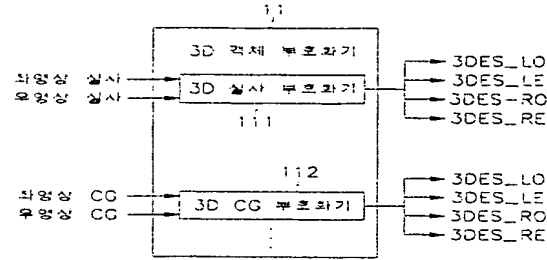 11
3D 객체 부호화기
좌영상 실사
우영상 실사
3D 실사 부호화기
111
3DES_LO
3DES_LE
3DES-RO
3DES_RE
112
좌영상 CG
우영상 CG
3D CG 부호화기
3DES_LO
3DES_LE
3DES_RO
3DES_RE